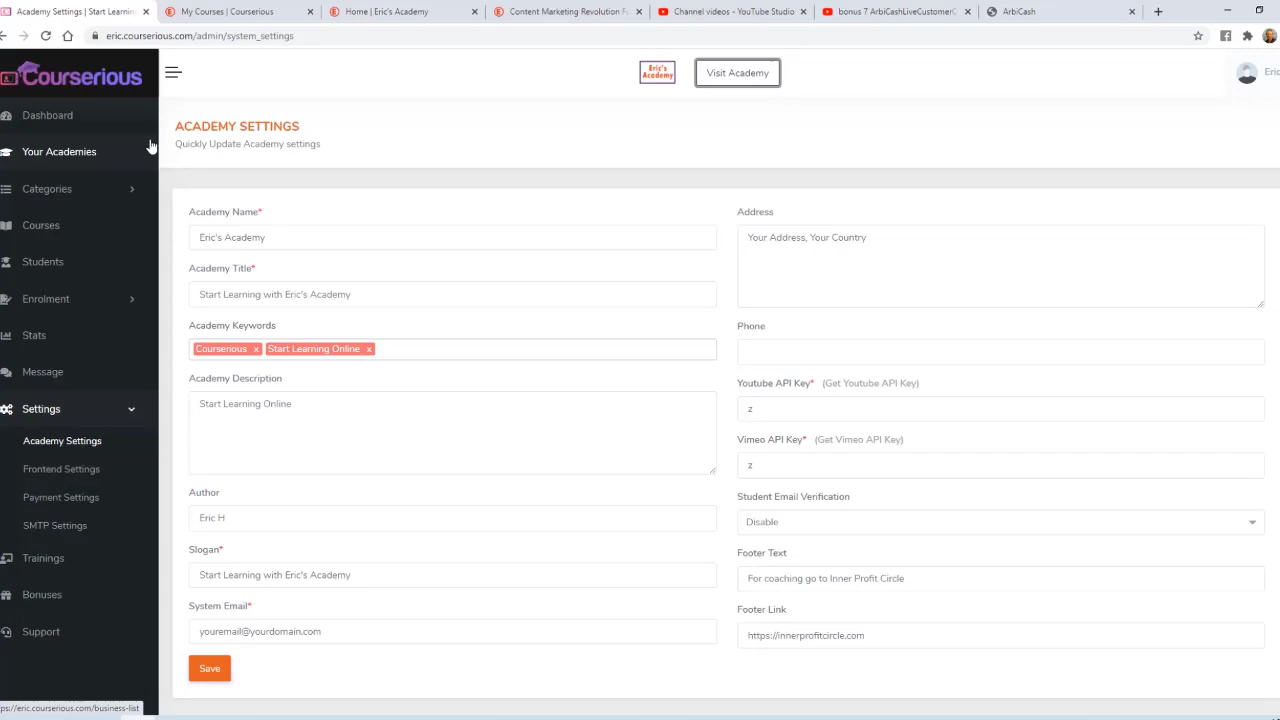 Academy Settings | Start Learning
My Courses | Courserious
Home | Eric's Academy
Content Marketing Revolution F
Channel videos - YouTube Studio
bonus 7 ArbiCashLiveCustomerC
ArbiCash
eric.courserious.com/admin/system_settings
Courserious
Eric's Academy
Visit Academy
Eric
Dashboard
Your Academies
Categories
Courses
Students
Enrolment
Stats
Message
Settings
Academy Settings
Frontend Settings
Payment Settings
SMTP Settings
Trainings
Bonuses
Support
ps://eric.courserious.com/business-list
ACADEMY SETTINGS
Quickly Update Academy settings
Academy Name*
Eric's Academy
Academy Title*
Start Learning with Eric's Academy
Academy Keywords
Courserious x Start Learning Online x
Academy Description
Start Learning Online
Author
Eric H
Slogan*
Start Learning with Eric's Academy
System Email*
youremail@yourdomain.com
Save
Address
Your Address, Your Country
Phone
Youtube API Key* (Get Youtube API Key)
z
Vimeo API Key* (Get Vimeo API Key)
z
Student Email Verification
Disable
Footer Text
For coaching go to Inner Profit Circle
Footer Link
https://innerprofitcircle.com